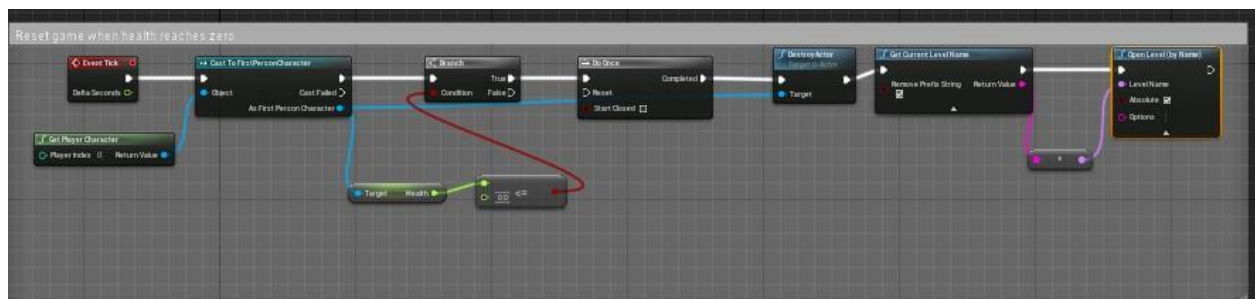 Reset game when health reaches zero
Event Tick
Delta Seconds
Get Player Character
Player Index 0 Return Value
Cast To FirstPersonCharacter
Object Cast Failed
As First Person Character
Target Health
0.0 <=
Branch
True
Condition False
Do Once
Completed
Reset
Start Closed
DestroyActor
Target is Actor
Target
Get Current Level Name
Remove Prefix String Return Value
Open Level (by Name)
Level Name
Absolute
Options